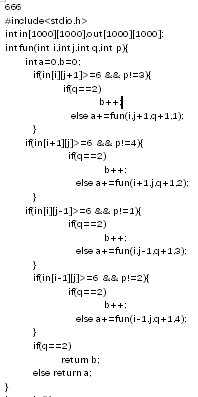 666
#include<stdio.h>
int in[1000][1000],out[1000][1000];
int fun(int i,int j,int q,int p){
int a=0,b=0;
if(in[i][j+1]>=6 && p!=3){
if(q==2)
b++;
else a+=fun(i,j+1,q+1,1);
}
if(in[i+1][j]>=6 && p!=4){
if(q==2)
b++;
else a+=fun(i+1,j,q+1,2);
}
if(in[i][j-1]>=6 && p!=1){
if(q==2)
b++;
else a+=fun(i,j-1,q+1,3);
}
if(in[i-1][j]>=6 && p!=2){
if(q==2)
b++;
else a+=fun(i-1,j,q+1,4);
}
if(q==2)
return b;
else return a;
}